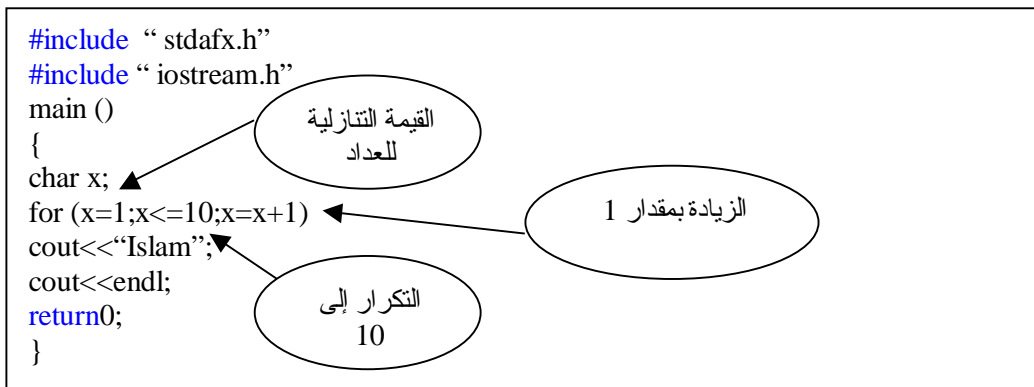 #include “ stdafx.h”
#include “ iostream.h”
main ()
{
char x;
for (x=1;x<=10;x=x+1)
cout<<“Islam”;
cout<<endl;
return0;
}
القيمة التنازلية
للعداد
الزيادة بمقدار 1
التكرار إلى
10